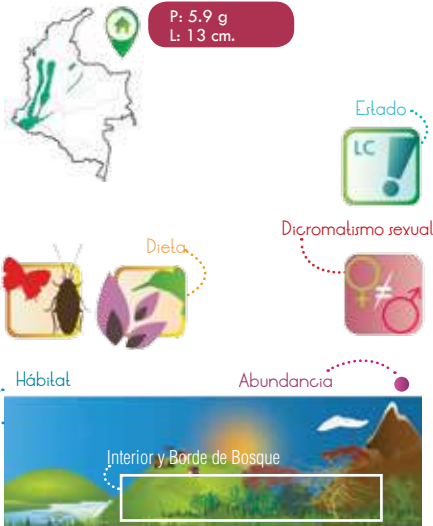 P: 5.9 g
L: 13 cm.
Estado
LC
Dicromatismo sexual
Dieta
Hábitat
Abundancia
Interior y Borde de Bosque